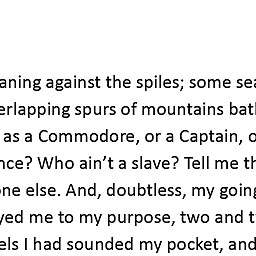 aning against the spiles; some sea
erlapping spurs of mountains bath
as a Commodore, or a Captain, o
nce? Who ain’t a slave? Tell me th
one else. And, doubtless, my going
yed me to my purpose, two and t
els I had sounded my pocket, and